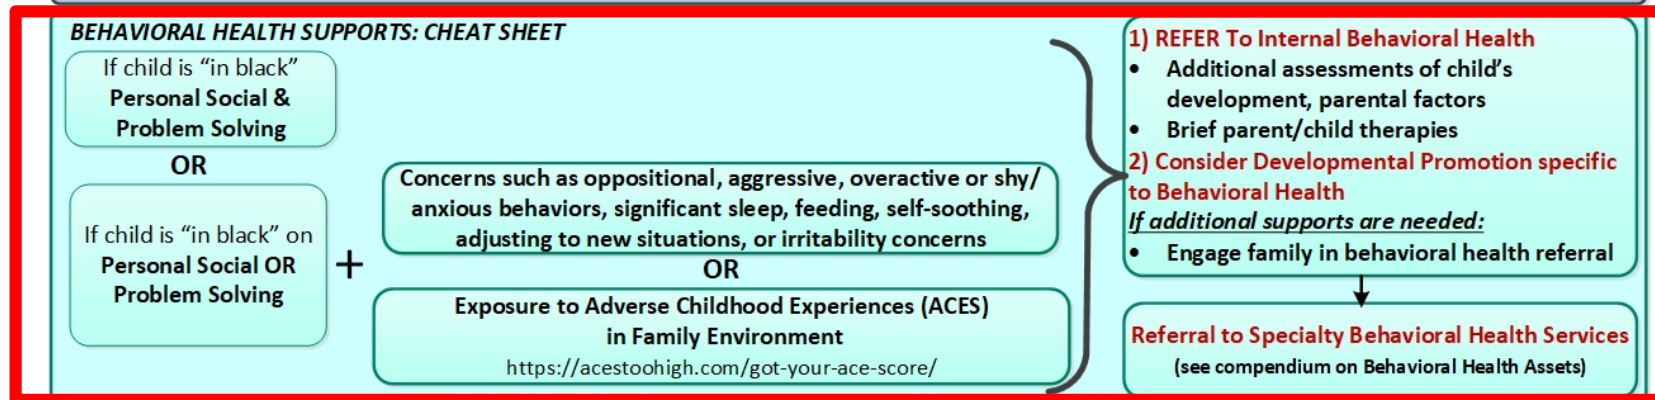 BEHAVIORAL HEALTH SUPPORTS: CHEAT SHEET
If child is “in black”
Personal Social &
Problem Solving
OR
If child is “in black” on
Personal Social OR
Problem Solving
+
Concerns such as oppositional, aggressive, overactive or shy/
anxious behaviors, significant sleep, feeding, self-soothing,
adjusting to new situations, or irritability concerns
OR
Exposure to Adverse Childhood Experiences (ACES)
in Family Environment
https://acestoohigh.com/got-your-ace-score/
1) REFER To Internal Behavioral Health
• Additional assessments of child’s
development, parental factors
• Brief parent/child therapies
2) Consider Developmental Promotion specific
to Behavioral Health
If additional supports are needed:
• Engage family in behavioral health referral
Referral to Specialty Behavioral Health Services
(see compendium on Behavioral Health Assets)